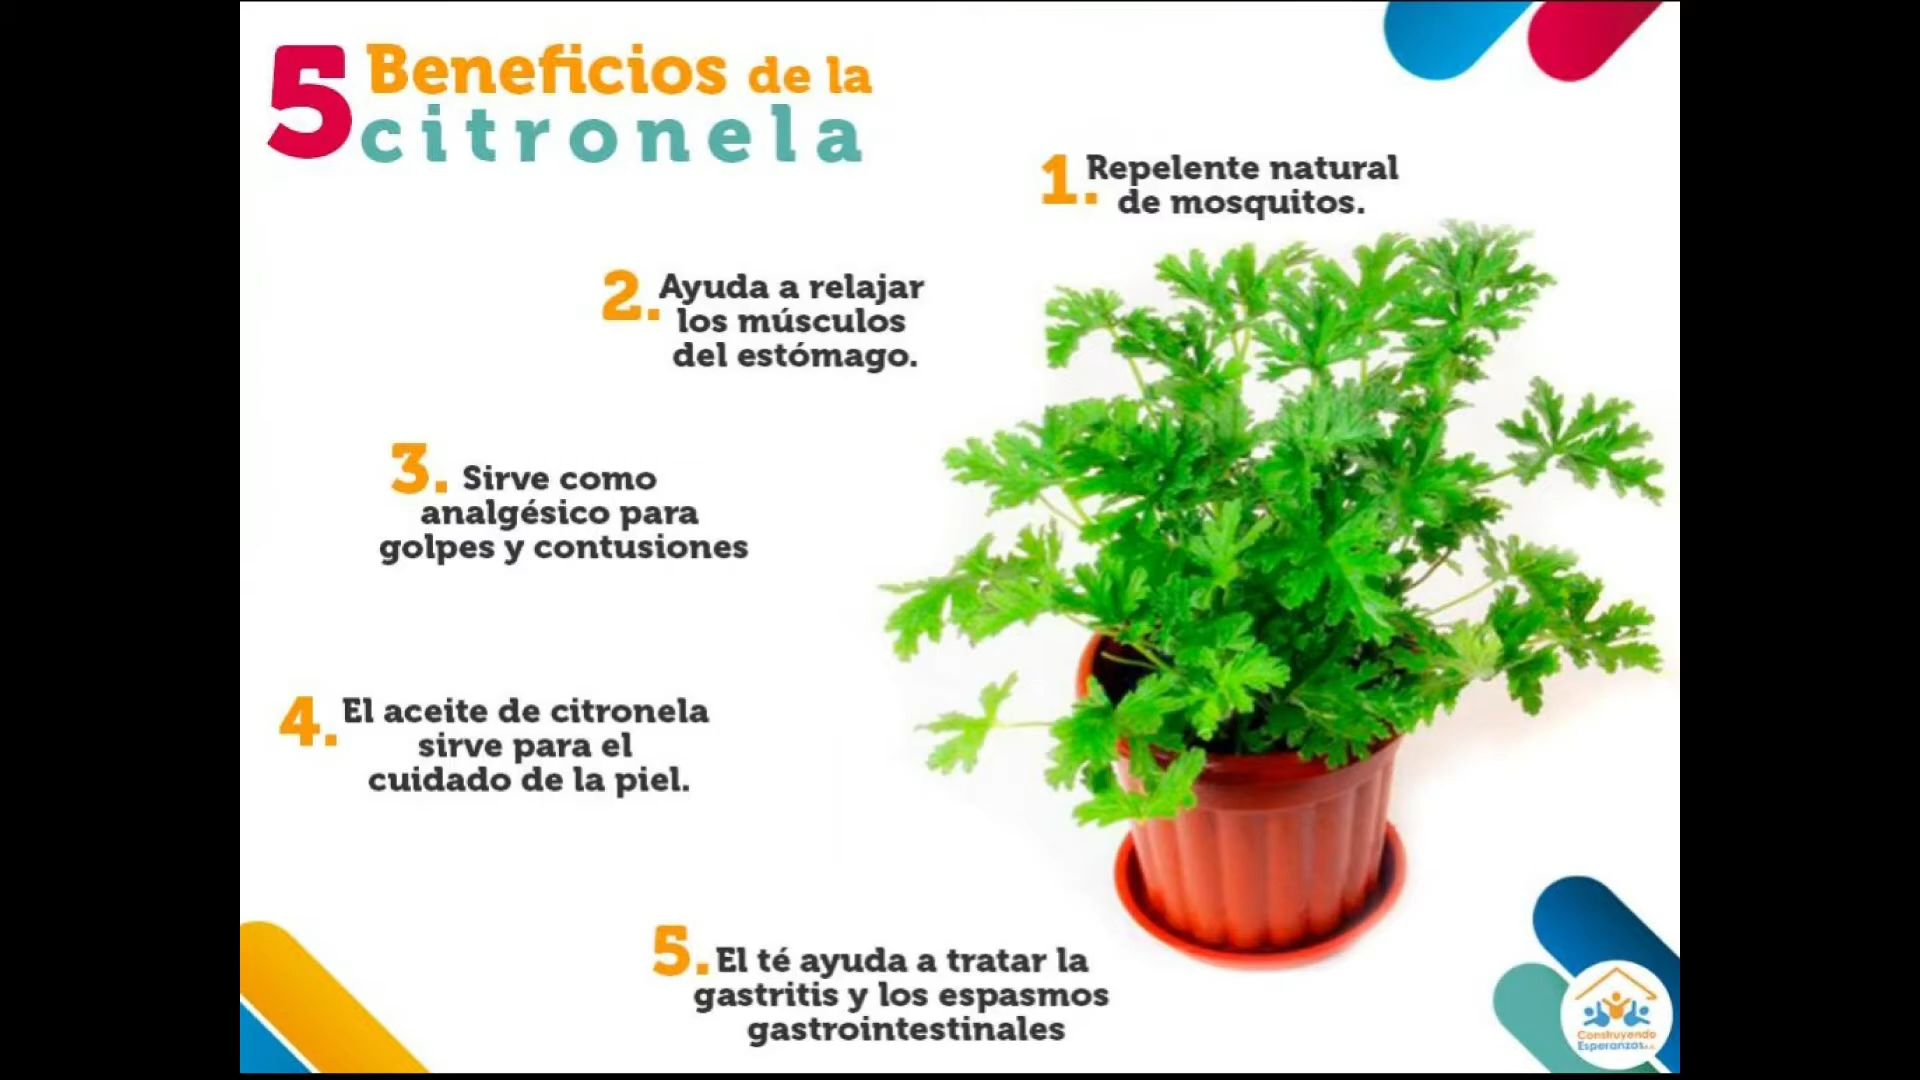 5 Beneficios de la
citronela
1. Repelente natural
de mosquitos.
2. Ayuda a relajar
los músculos
del estómago.
3. Sirve como
analgésico para
golpes y contusiones
4. El aceite de citronela
sirve para el
cuidado de la piel.
5. El té ayuda a tratar la
gastritis y los espasmos
gastrointestinales
Construyendo
Esperanzas